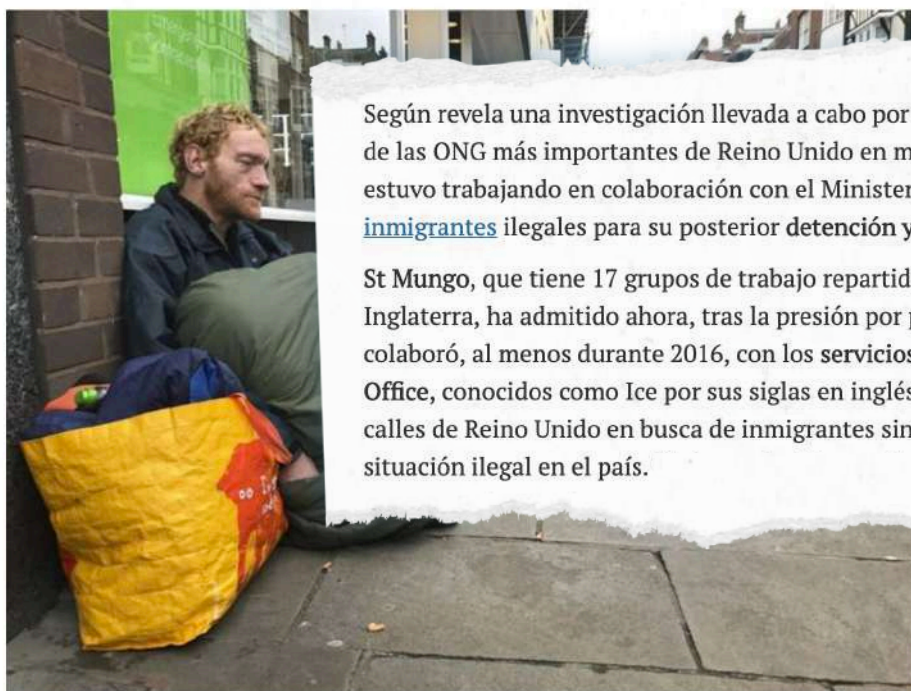 Según revela una investigación llevada a cabo por
de las ONG más importantes de Reino Unido en m
estuvo trabajando en colaboración con el Minister
inmigrantes ilegales para su posterior detención y
St Mungo, que tiene 17 grupos de trabajo repartid
Inglaterra, ha admitido ahora, tras la presión por p
colaboró, al menos durante 2016, con los servicios
Office, conocidos como Ice por sus siglas en inglés
calles de Reino Unido en busca de inmigrantes sin
situación ilegal en el país.